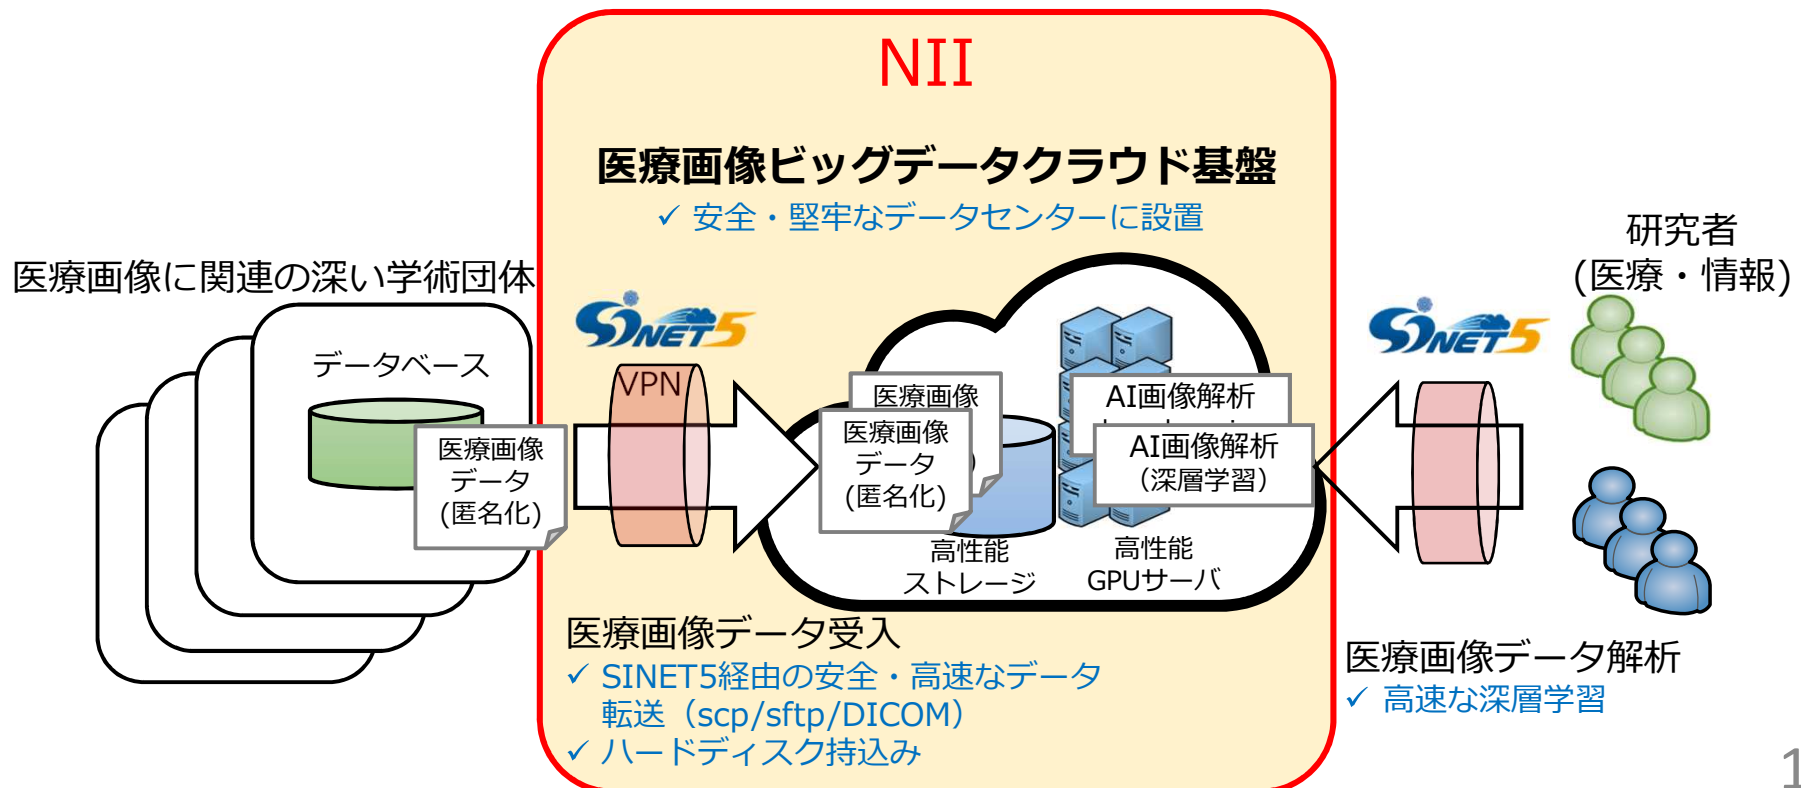 NII
医療画像ビッグデータクラウド基盤
✓ 安全・堅牢なデータセンターに設置
医療画像に関連の深い学術団体
データベース
医療画像
データ
(匿名化)
SINET5
VPN
医療画像
医療画像
データ
(匿名化)
高性能
ストレージ
AI画像解析
AI画像解析
（深層学習）
高性能
GPUサーバ
医療画像データ受入
✓ SINET5経由の安全・高速なデータ
転送（scp/sftp/DICOM）
✓ ハードディスク持込み
研究者
(医療・情報)
SINET5
医療画像データ解析
✓ 高速な深層学習
1